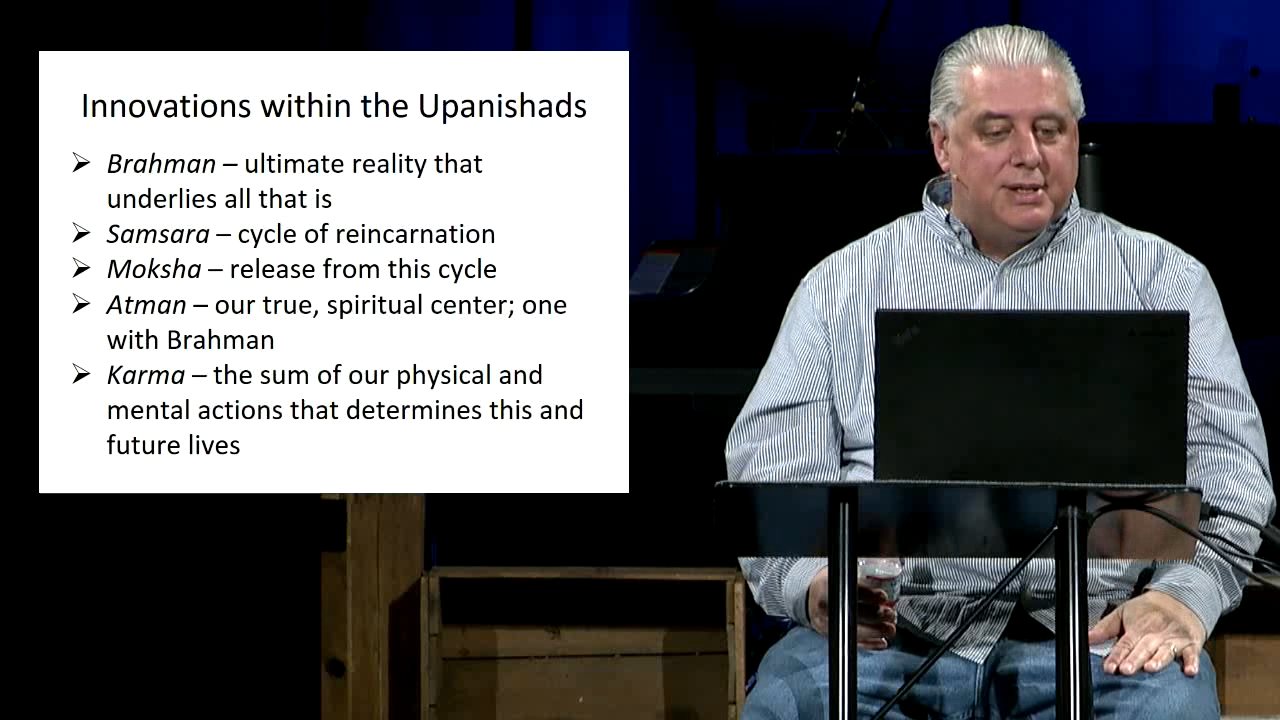 Innovations within the Upanishads
➢ Brahman – ultimate reality that
underlies all that is
➢ Samsara – cycle of reincarnation
➢ Moksha – release from this cycle
➢ Atman – our true, spiritual center; one
with Brahman
➢ Karma – the sum of our physical and
mental actions that determines this and
future lives